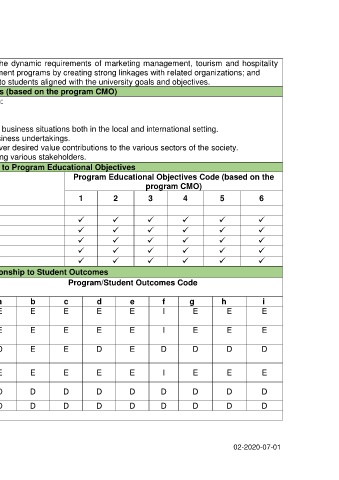 he dynamic requirements of marketing management, tourism and hospitality
ment programs by creating strong linkages with related organizations; and
to students aligned with the university goals and objectives.
s (based on the program CMO)
:
business situations both in the local and international setting.
siness undertakings.
ver desired value contributions to the various sectors of the society.
ng various stakeholders.
to Program Educational Objectives
Program Educational Objectives Code (based on the
program CMO)
1 2 3 4 5 6
✓ ✓ ✓ ✓ ✓ ✓
✓ ✓ ✓ ✓ ✓ ✓
✓ ✓ ✓ ✓ ✓ ✓
✓ ✓ ✓ ✓ ✓ ✓
✓ ✓ ✓ ✓ ✓ ✓
ionship to Student Outcomes
Program/Student Outcomes Code
a b c d e f g h i
E E E E E I E E E
E E E E E I E E E
D E E D E D D D D
E E E E E I E E E
D D D D D D D D D
D D D D D D D D D
02-2020-07-01